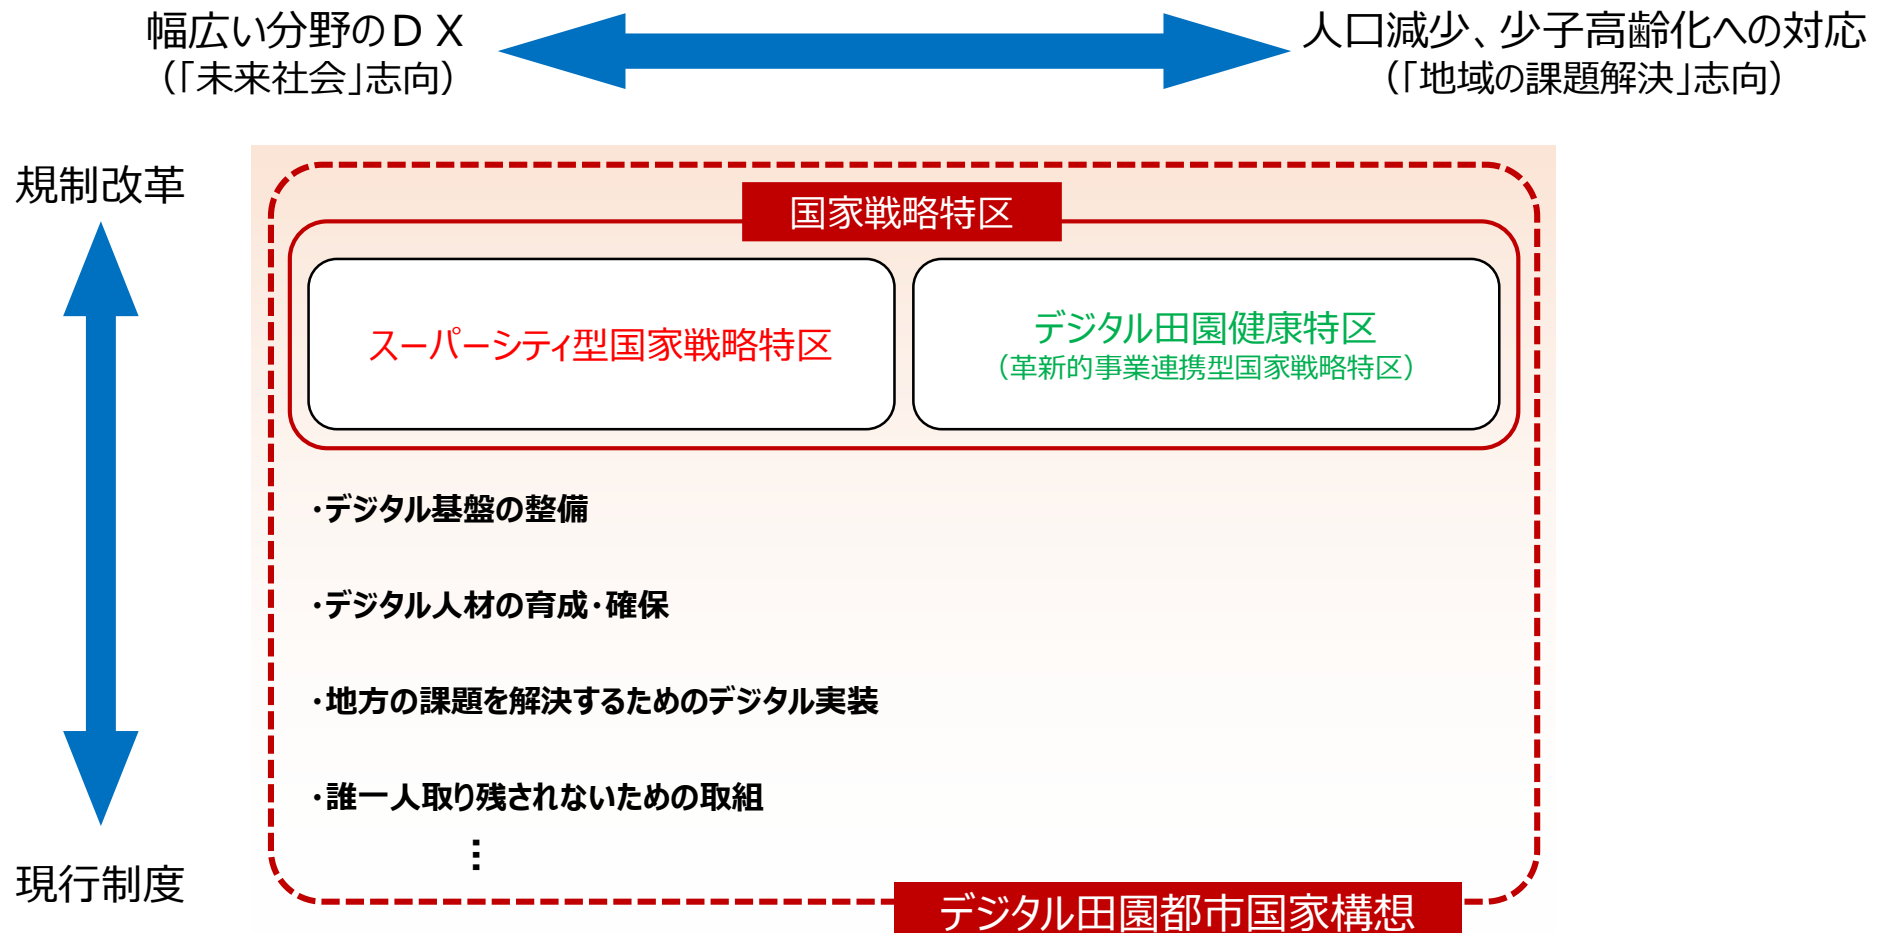 幅広い分野のＤＸ
（「未来社会」志向）
人口減少、少子高齢化への対応
（「地域の課題解決」志向）
規制改革
国家戦略特区
スーパーシティ型国家戦略特区
デジタル田園健康特区
（革新的事業連携型国家戦略特区）
・デジタル基盤の整備
・デジタル人材の育成・確保
・地方の課題を解決するためのデジタル実装
・誰一人取り残されないための取組
…
現行制度
デジタル田園都市国家構想